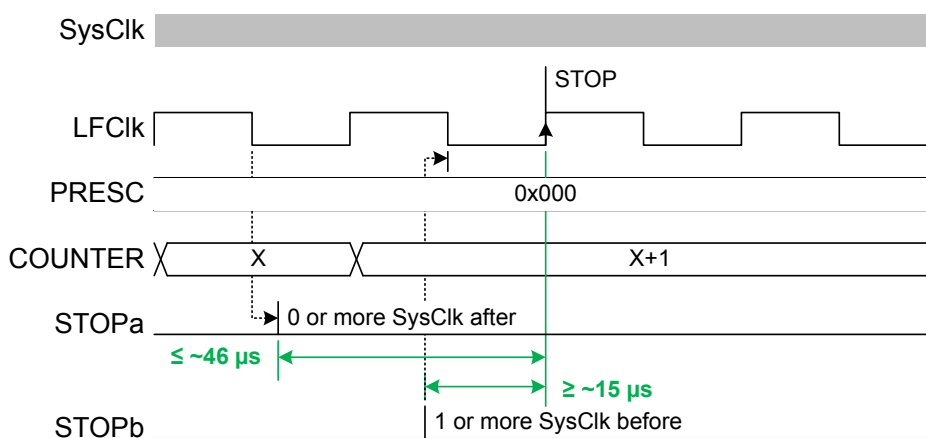 SysClk
STOP
LFClk
PRESC
0x000
COUNTER
X
X+1
STOPa
0 or more SysClk after
≤ ~46 µs
≥ ~15 µs
STOPb
1 or more SysClk before